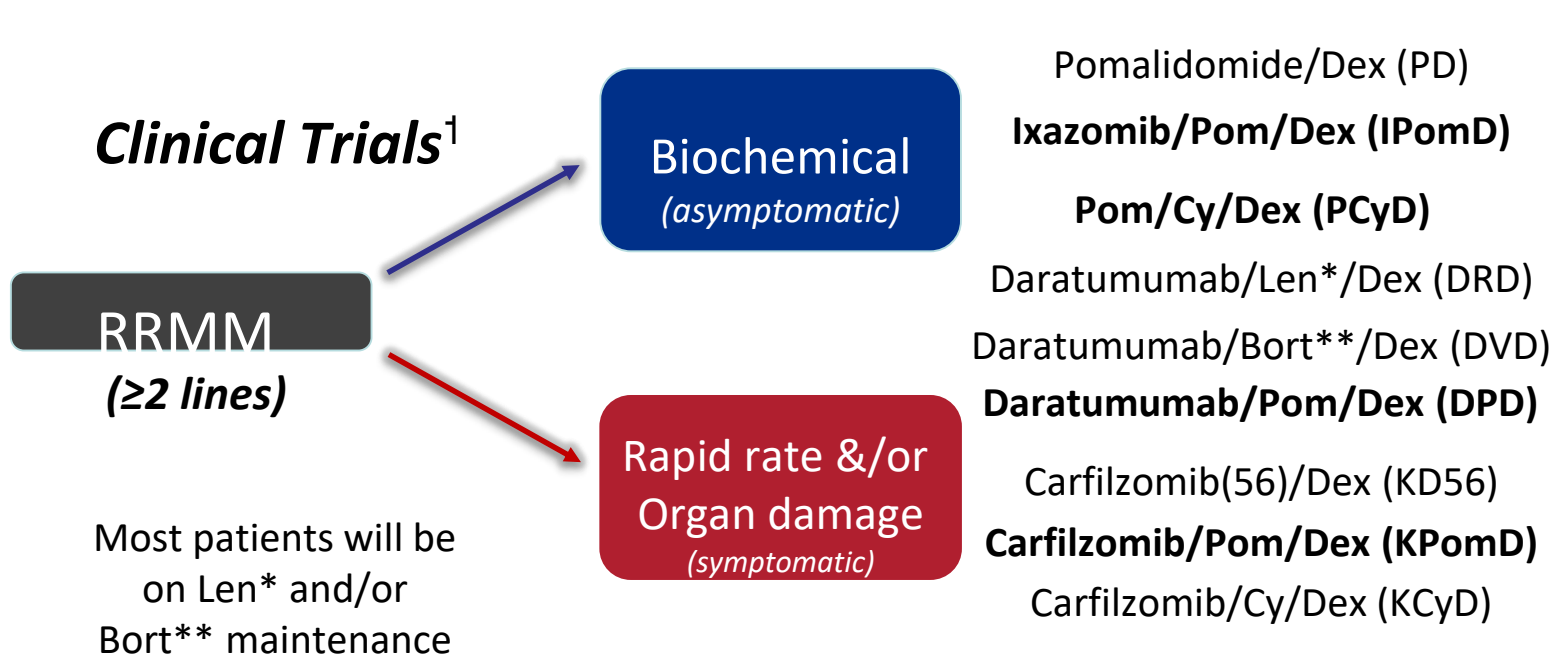 Clinical Trials†
RRMM
(≥2 lines)
Most patients will be
on Len* and/or
Bort** maintenance
Biochemical
(asymptomatic)
Rapid rate &/or
Organ damage
(symptomatic)
Pomalidomide/Dex (PD)
Ixazomib/Pom/Dex (IPomD)
Pom/Cy/Dex (PCyD)
Daratumumab/Len*/Dex (DRD)
Daratumumab/Bort**/Dex (DVD)
Daratumumab/Pom/Dex (DPD)
Carfilzomib(56)/Dex (KD56)
Carfilzomib/Pom/Dex (KPomD)
Carfilzomib/Cy/Dex (KCyD)